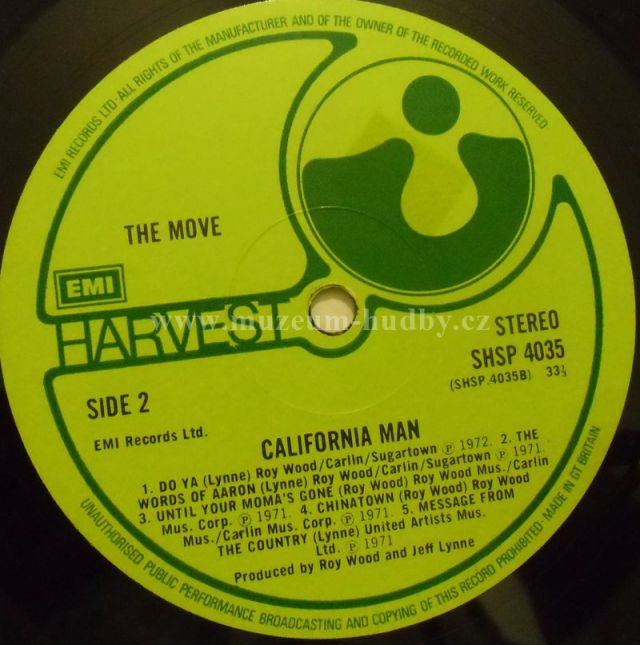 EMI RECORDS LTD·ALL RIGHTS OF THE MANUFACTURER AND OF THE OWNER OF THE RECORDED WORK RESERVED
THE MOVE
EMI
HARVEST
www.muzeum-hudby.cz
STEREO
SHSP 4035
(SHSP.4035B) 33⅓
SIDE 2
EMI Records Ltd.
CALIFORNIA MAN
1. DO YA (Lynne) Roy Wood/Carlin/Sugartown Ⓟ 1972. 2. THE
WORDS OF AARON (Lynne) Roy Wood/Carlin/Sugartown Ⓟ 1971.
3. UNTIL YOUR MOMA'S GONE (Roy Wood) Roy Wood Mus./Carlin
Mus. Corp. Ⓟ 1971. 4. CHINATOWN (Roy Wood) Roy Wood
Mus./Carlin Mus. Corp. Ⓟ 1971. 5. MESSAGE FROM
THE COUNTRY (Lynne) United Artists Mus.
Ltd. Ⓟ 1971
Produced by Roy Wood and Jeff Lynne
UNAUTHORISED PUBLIC PERFORMANCE BROADCASTING AND COPYING OF THIS RECORD PROHIBITED·MADE IN GT BRITAIN